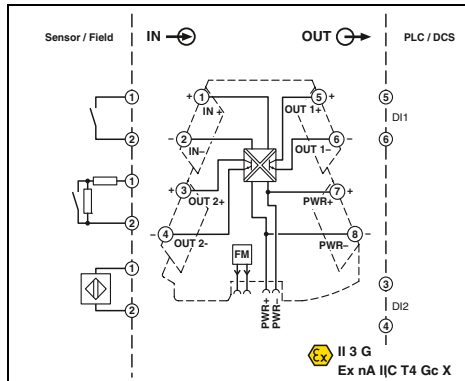 Sensor / Field
IN
OUT
PLC / DCS
1
2
1
2
1
2
+ 1
IN +
– 2
IN–
+ 3
OUT 2+
– 4
OUT 2-
5 +
OUT 1+
6 –
OUT 1–
7 +
PWR+
8 –
PWR–
FM
PWR+
PWR–
5
DI1
6
3
DI2
4
Ex
II 3 G
Ex nA IIC T4 Gc X